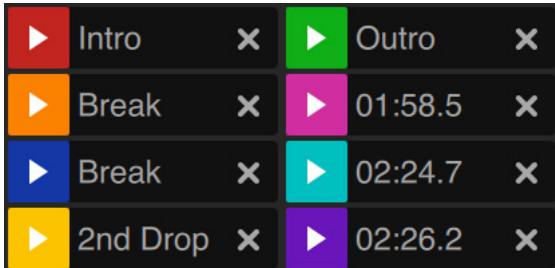 Intro
Outro
Break
01:58.5
Break
02:24.7
2nd Drop
02:26.2